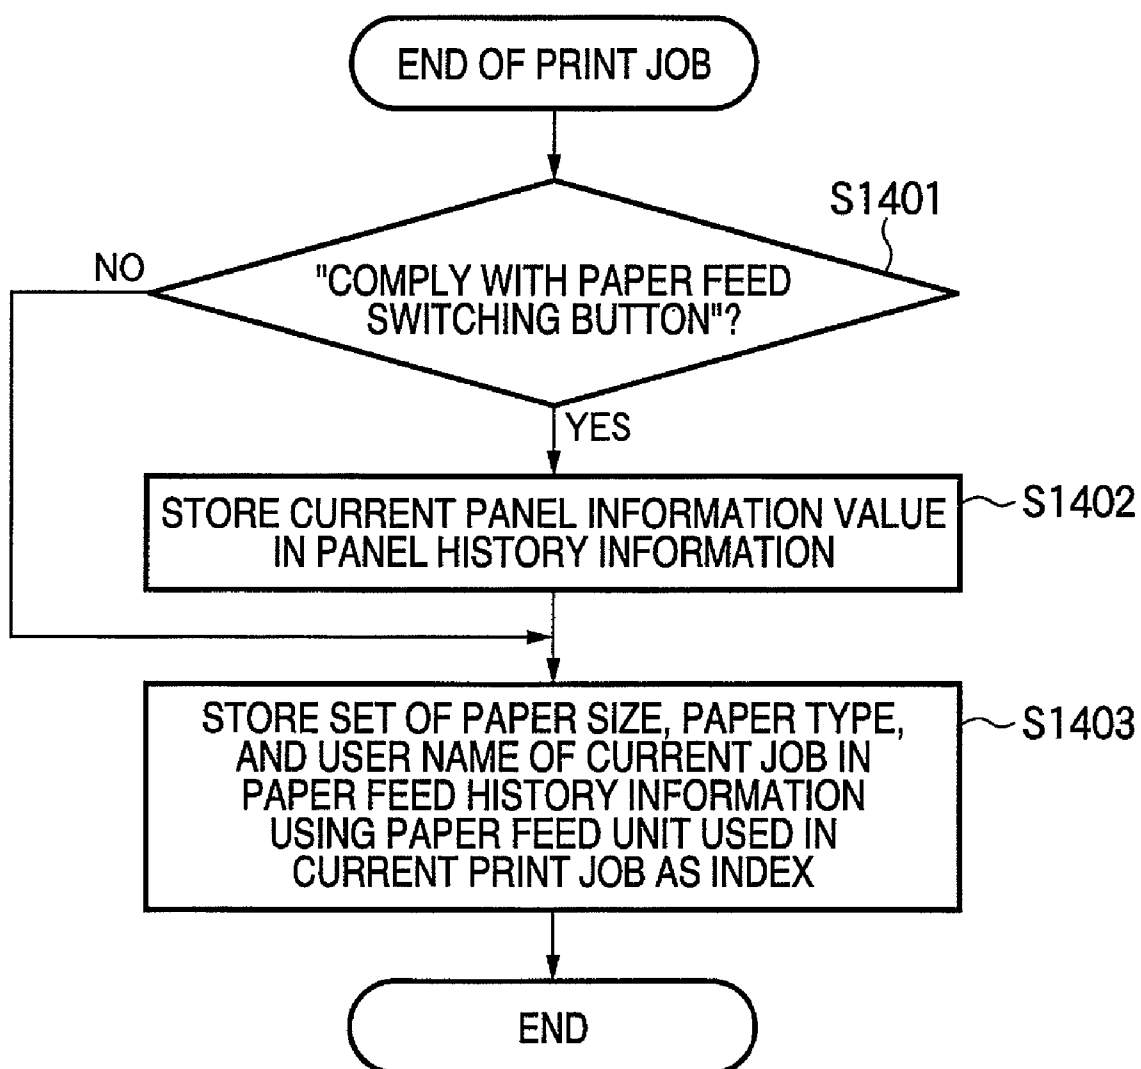 END OF PRINT JOB
S1401
NO
"COMPLY WITH PAPER FEED
SWITCHING BUTTON"?
YES
STORE CURRENT PANEL INFORMATION VALUE
IN PANEL HISTORY INFORMATION
S1402
STORE SET OF PAPER SIZE, PAPER TYPE,
AND USER NAME OF CURRENT JOB IN
PAPER FEED HISTORY INFORMATION
USING PAPER FEED UNIT USED IN
CURRENT PRINT JOB AS INDEX
S1403
END